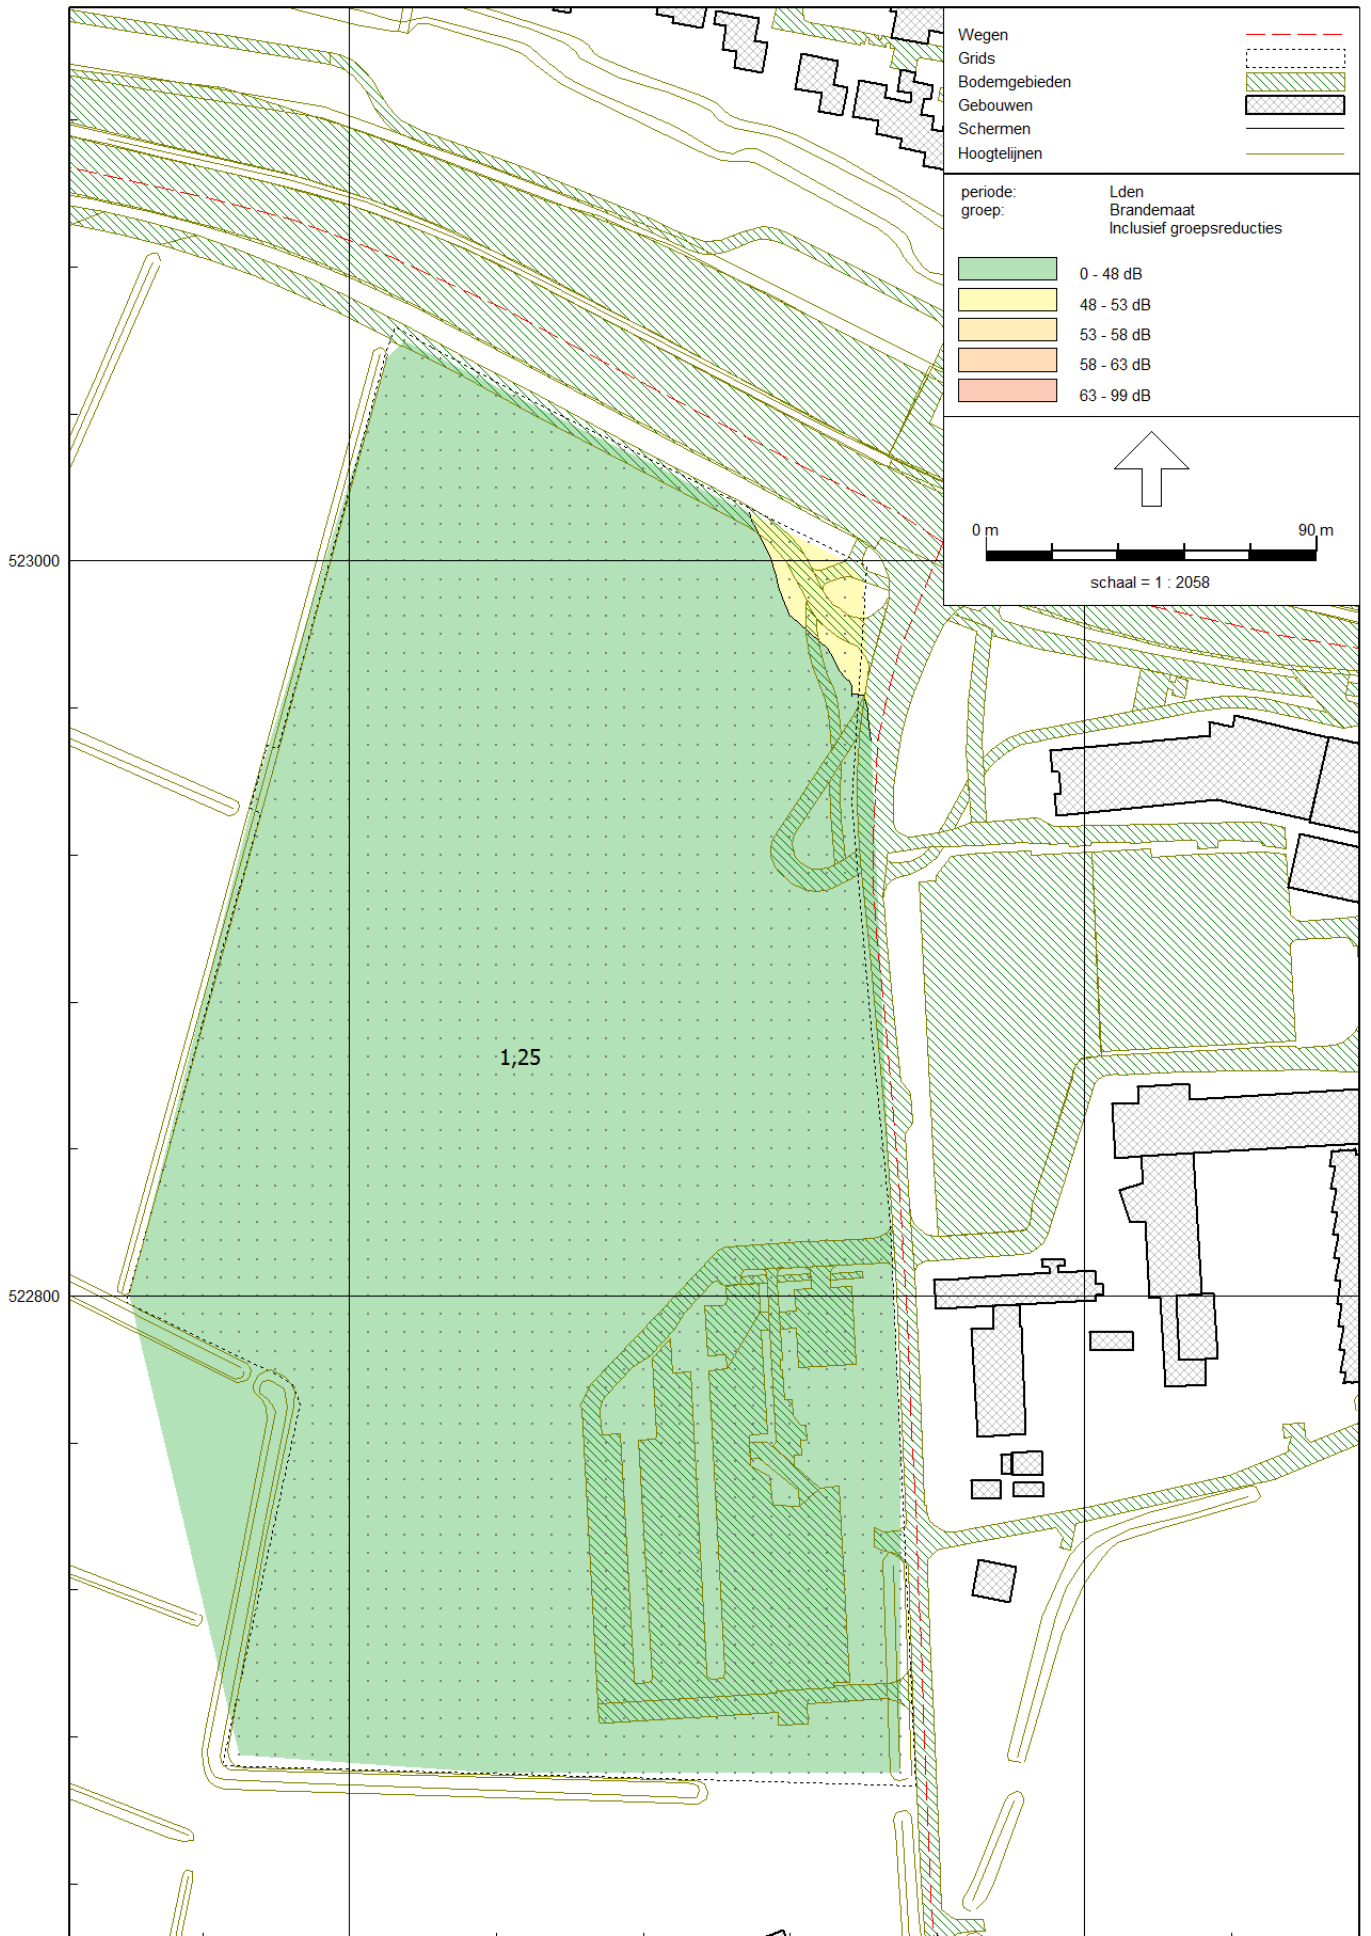 Wegen
Grids
Bodemgebieden
Gebouwen
Schermen
Hoogtelijnen
periode: Lden
groep: Brandemaat
Inclusief groepsreducties
0 - 48 dB
48 - 53 dB
53 - 58 dB
58 - 63 dB
63 - 99 dB
0 m 90 m
schaal = 1 : 2058
523000
1,25
522800